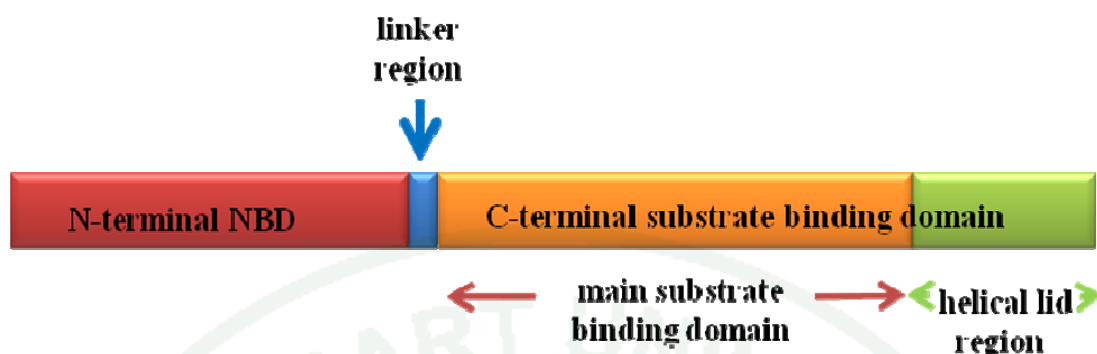 linker
region
N-terminal NBD
C-terminal substrate binding domain
main substrate
binding domain
helical lid
region